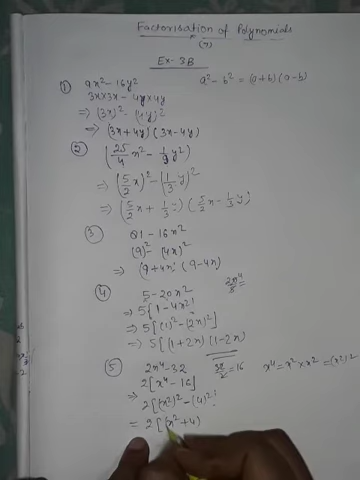 Factorisation of Polynomials
(7)
Ex- 3B
a² - b² = (a+b)(a-b)
① 9x² - 16y²
3x×3x - 4y×4y
⇒ (3x)² - (4y)²
⇒ (3x+4y)(3x-4y)
② (25/4 x² - 1/9 y²)
⇒ (5/2 x)² - (1/3 y)²
⇒ (5/2 x + 1/3 y) (5/2 x - 1/3 y)
③ 81 - 16x²
(9)² - (4x)²
⇒ (9+4x) (9-4x)
④ 5 - 20x²
⇒ 5[1 - 4x²]
⇒ 5[(1)² - (2x)²]
⇒ 5[(1+2x)(1-2x)
⑤ 2x⁴ - 32
32/2 = 16
x⁴ = x² × x² = (x²)²
2[x⁴ - 16]
⇒ 2[(x²)² - (4)²]
= 2[(x²+4)